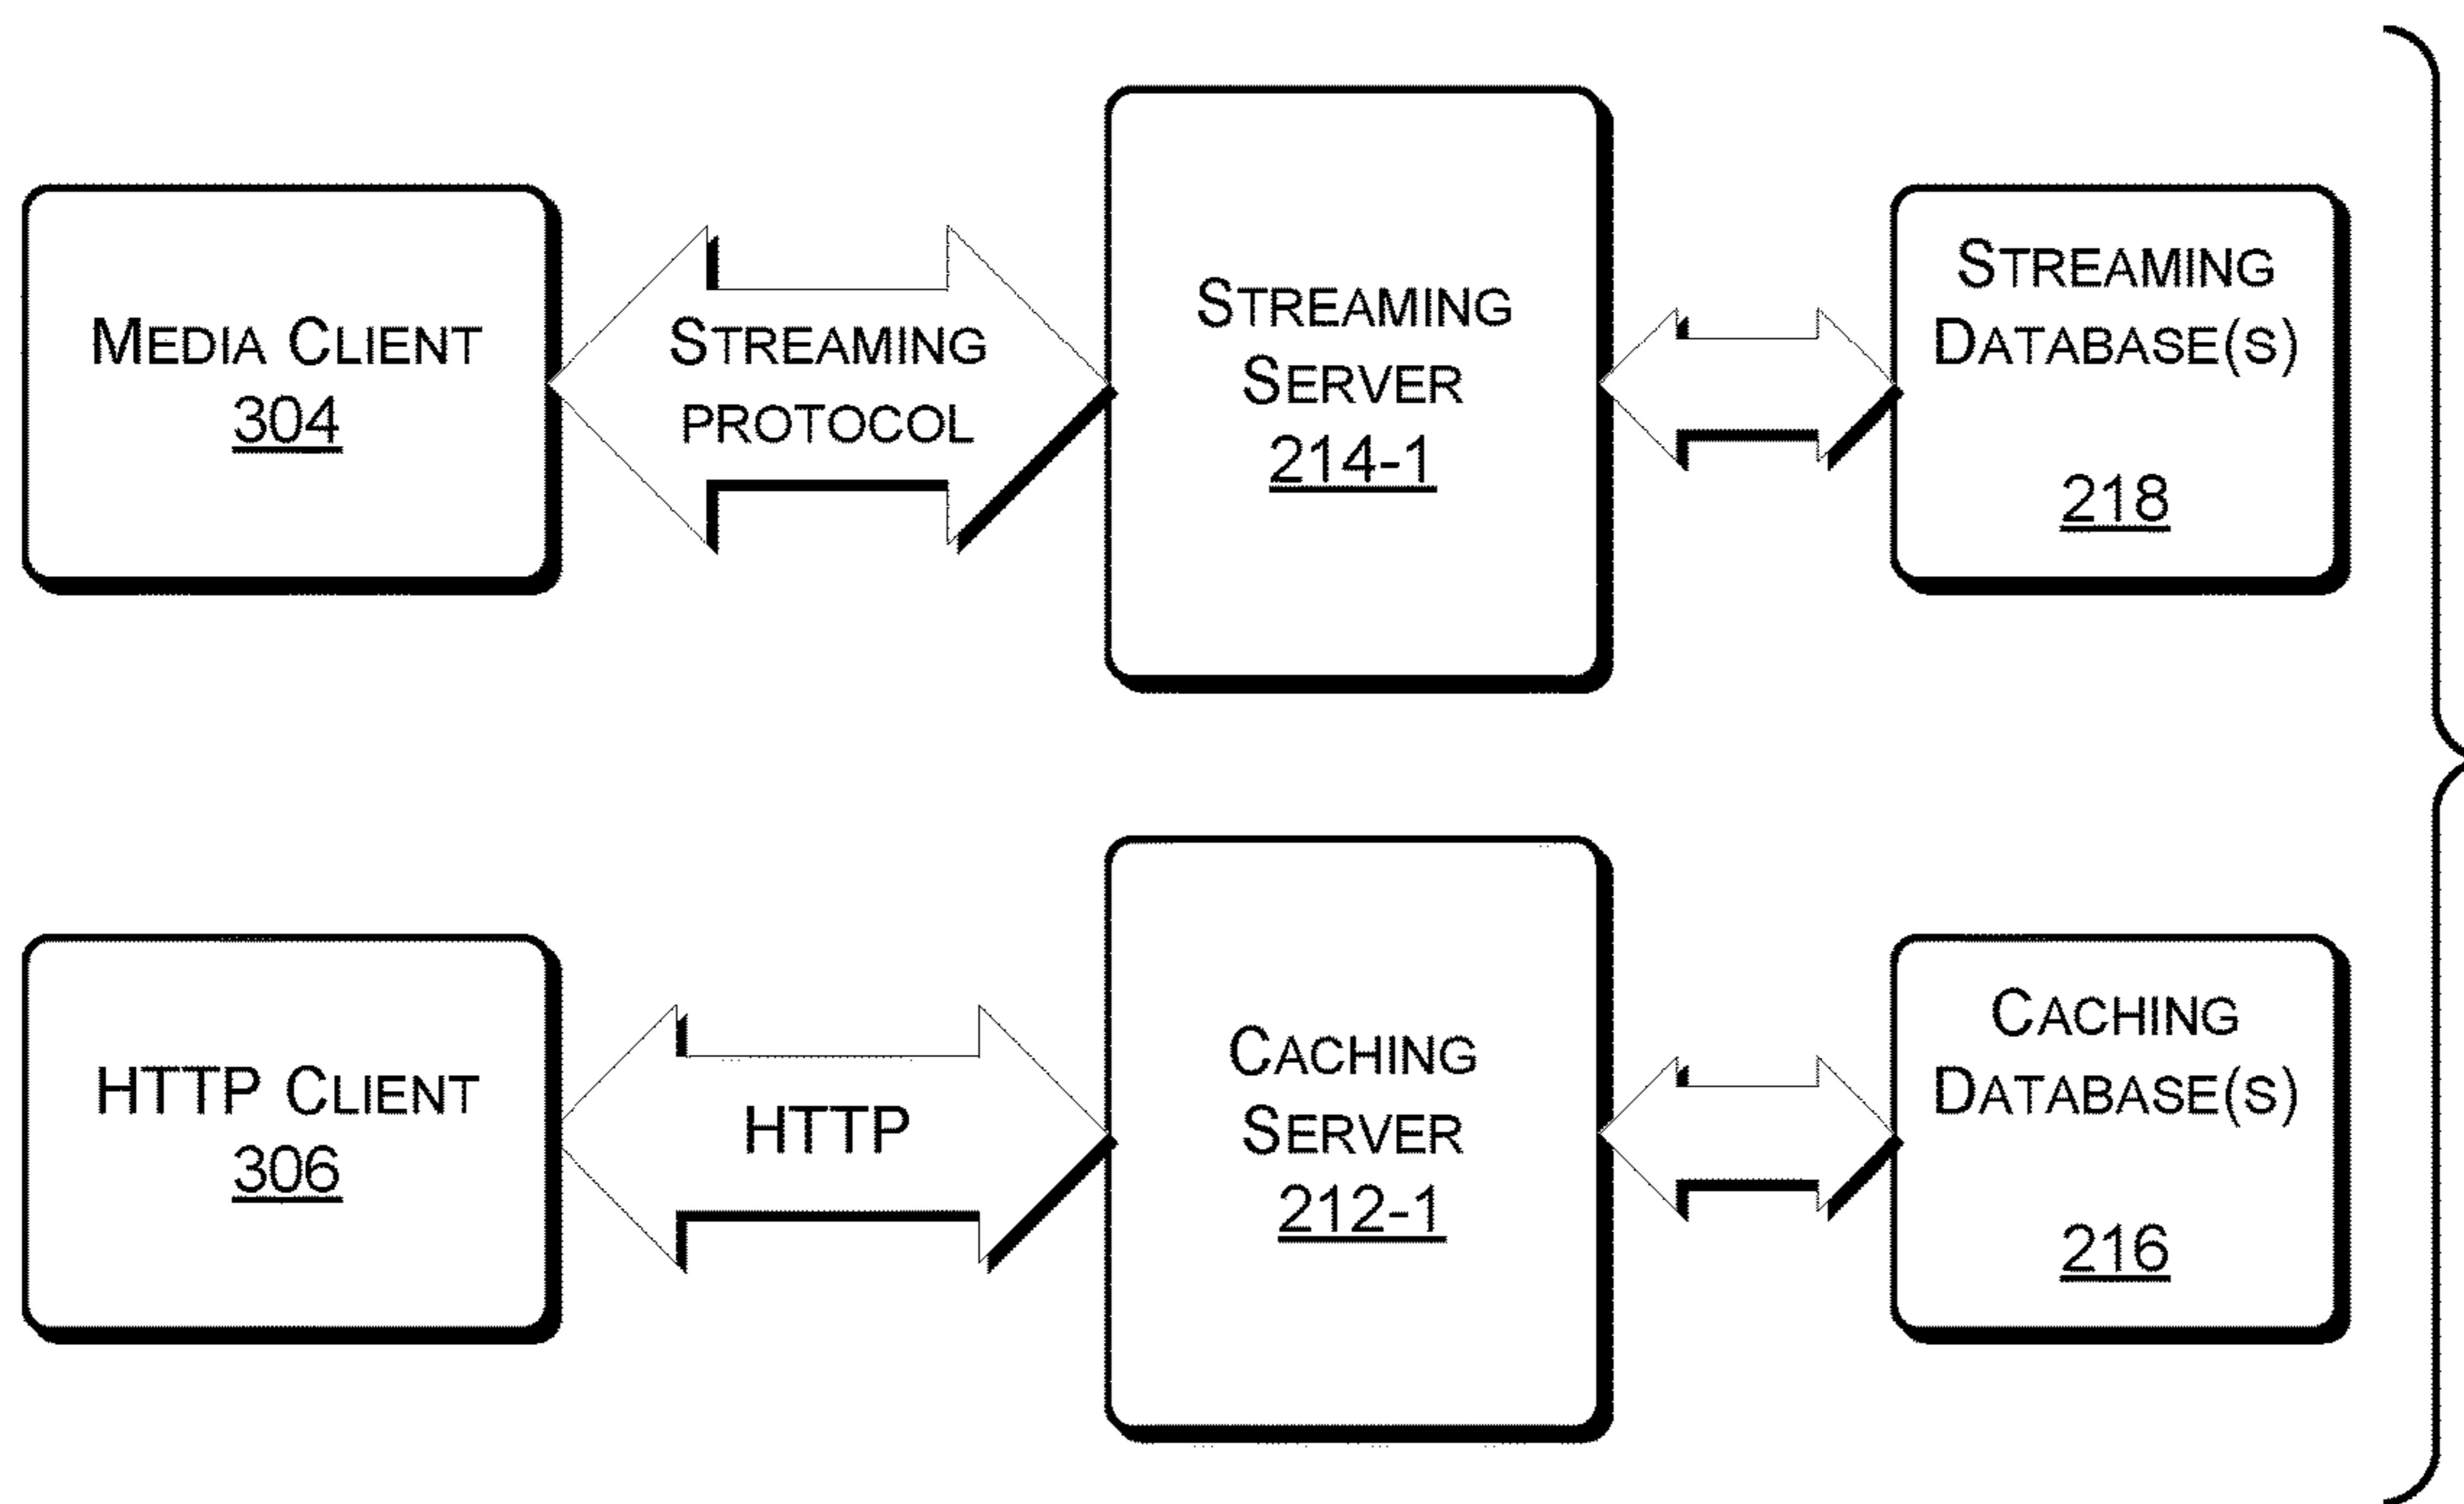 MEDIA CLIENT
304
STREAMING
PROTOCOL
STREAMING
SERVER
214-1
STREAMING
DATABASE(S)
218
HTTP CLIENT
306
HTTP
CACHING
SERVER
212-1
CACHING
DATABASE(S)
216